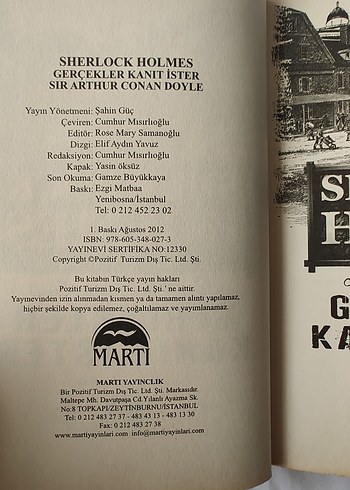 SHERLOCK HOLMES
GERÇEKLER KANIT İSTER
SIR ARTHUR CONAN DOYLE
Yayın Yönetmeni: Şahin Güç
Çeviren: Cumhur Mısırlıoğlu
Editör: Rose Mary Samanoğlu
Dizgi: Elif Aydın Yavuz
Redaksiyon: Cumhur Mısırlıoğlu
Kapak: Yasin öksüz
Son Okuma: Gamze Büyükkaya
Baskı: Ezgi Matbaa
Yenibosna/İstanbul
Tel: 0 212 452 23 02
1. Baskı Ağustos 2012
ISBN: 978-605-348-027-3
YAYINEVİ SERTİFİKA NO:12330
Copyright ©Pozitif Turizm Dış Tic. Ltd. Şti.
Bu kitabın Türkçe yayın hakları
Pozitif Turizm Dış Tic. Ltd. Şti.' ne aittir.
Yayınevinden izin alınmadan kısmen ya da tamamen alıntı yapılamaz,
hiçbir şekilde kopya edilemez, çoğaltılamaz ve yayımlanamaz.
MARTI
MARTI YAYINCILIK
Bir Pozitif Turizm Dış Tic. Ltd. Şti. Markasıdır.
Maltepe Mh. Davutpaşa Cd.Yılanlı Ayazma Sk.
No:8 TOPKAPI/ZEYTİNBURNU/İSTANBUL
Tel: 0 212 483 27 37 - 483 43 13 - 483 13 30
Fax: 0 212 483 27 38
www.martiyayinlari.com info@martiyayinlari.com
S
H
G
KA